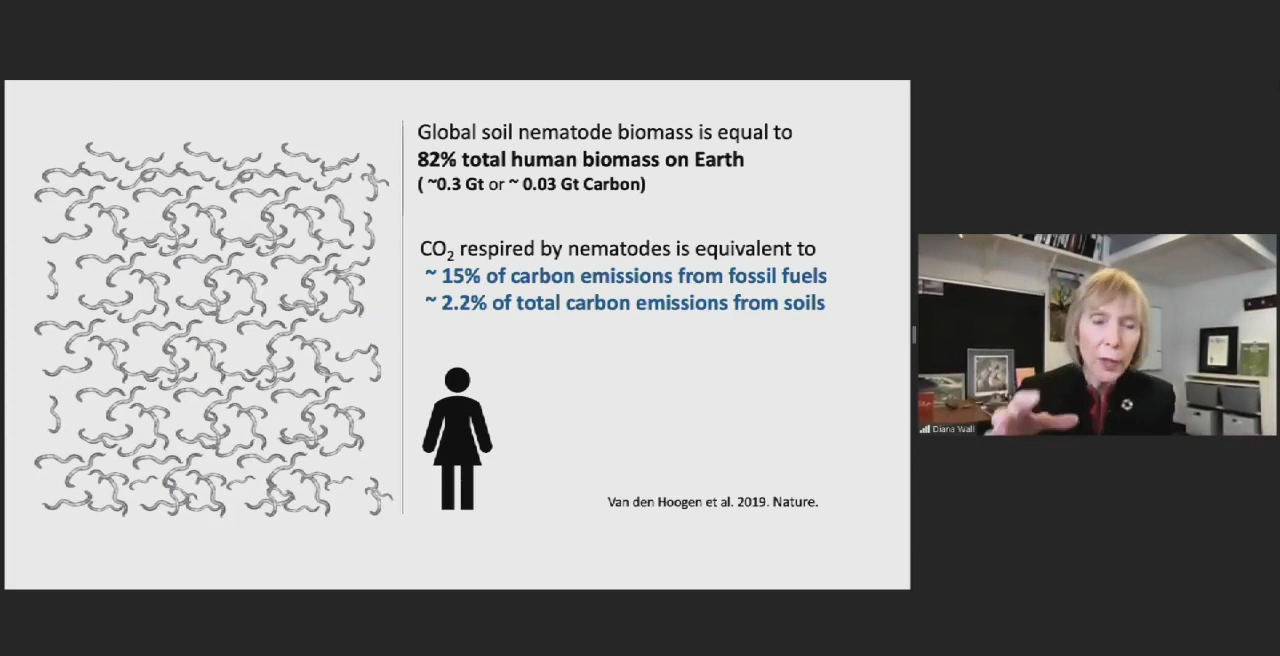 Global soil nematode biomass is equal to
82% total human biomass on Earth
( ~0.3 Gt or ~ 0.03 Gt Carbon)
CO₂ respired by nematodes is equivalent to
~ 15% of carbon emissions from fossil fuels
~ 2.2% of total carbon emissions from soils
Van den Hoogen et al. 2019. Nature.
Diana Wall